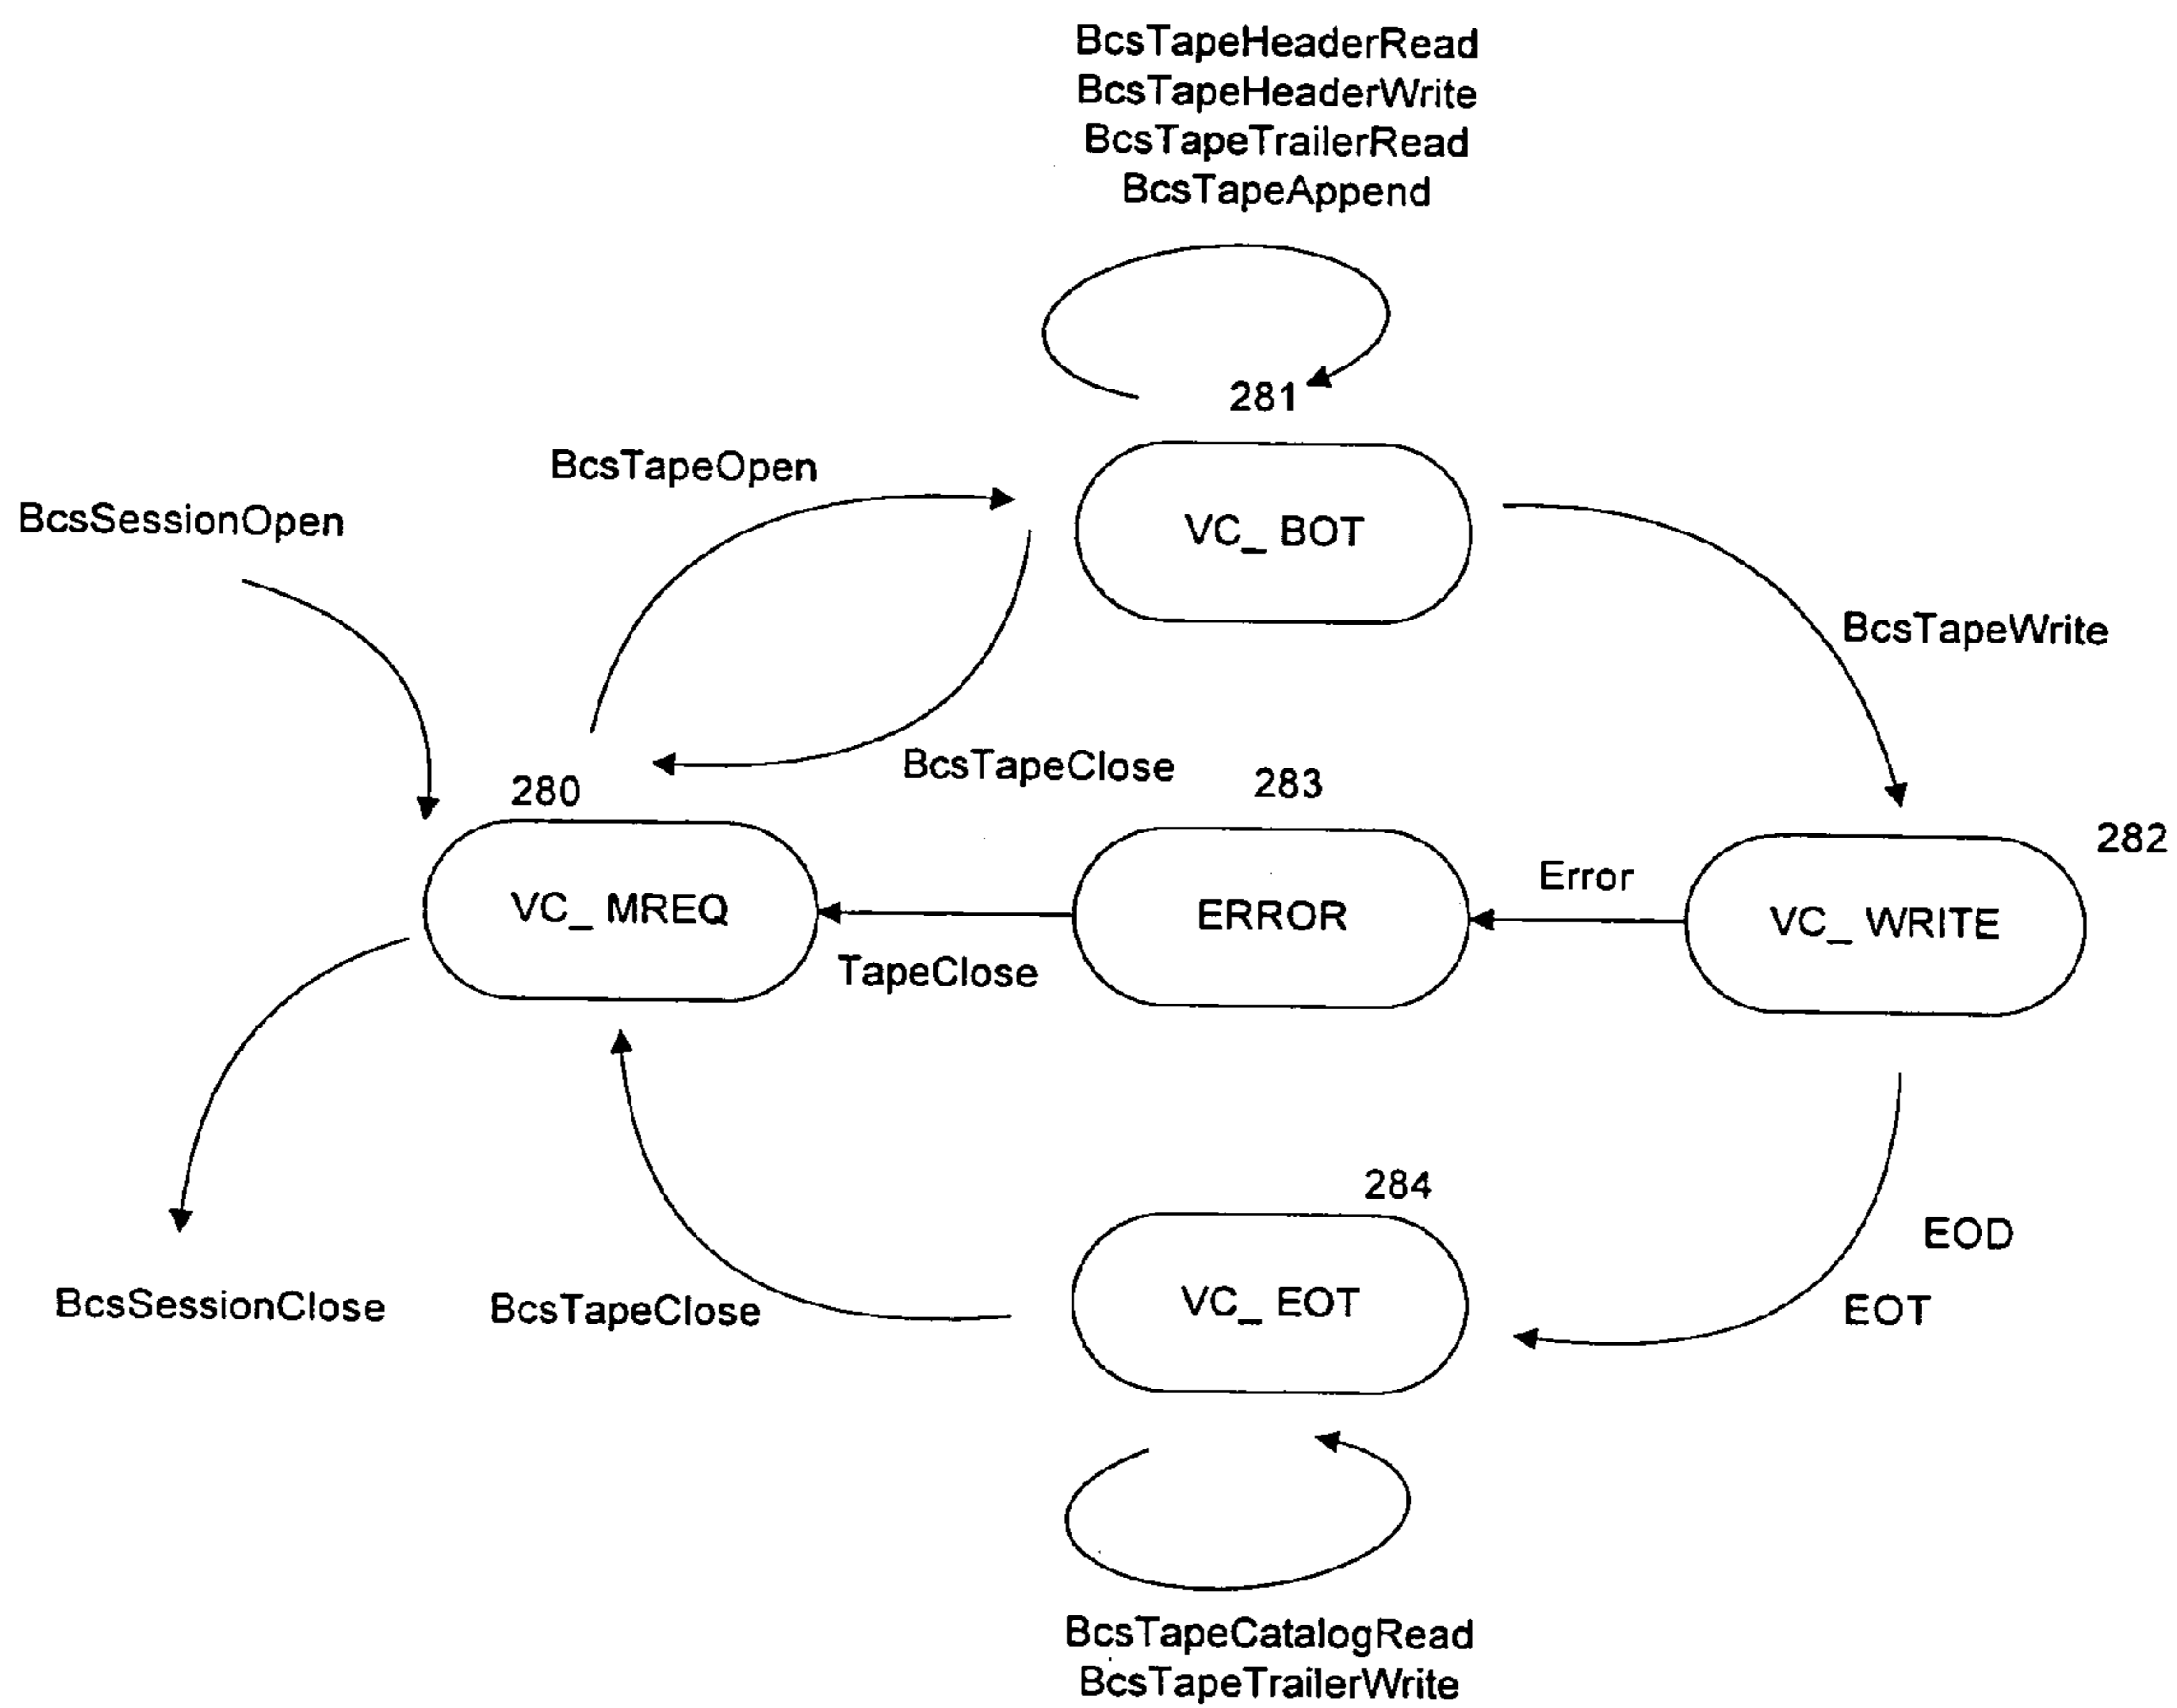 BcsTapeHeaderRead
BcsTapeHeaderWrite
BcsTapeTrailerRead
BcsTapeAppend
281
BcsTapeOpen
BcsSessionOpen
VC_ BOT
BcsTapeWrite
BcsTapeClose
280
283
282
VC_ MREQ
ERROR
Error
VC_ WRITE
TapeClose
284
EOD
EOT
VC_ EOT
BcsSessionClose
BcsTapeClose
BcsTapeCatalogRead
BcsTapeTrailerWrite